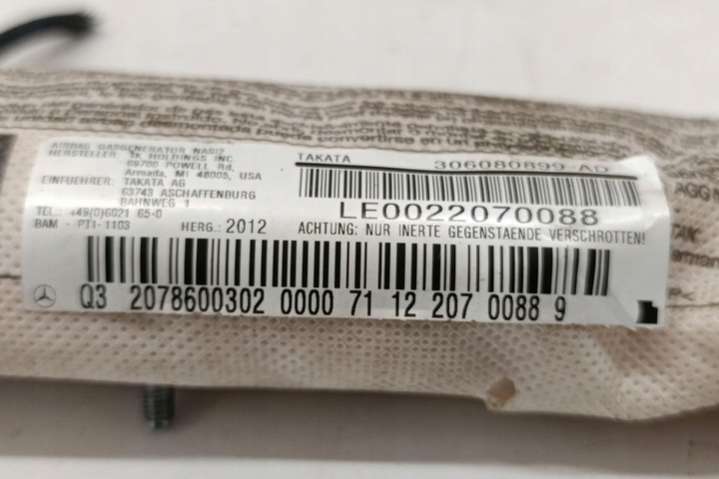 AIRBAG GASGENERATOR NASI2
HERSTELLER: TK HOLDINGS INC.
69700 POWELL Rd,
Armada, MI 48005, USA
EINFUEHRER: TAKATA AG
63743 ASCHAFFENBURG
BAHNWEG 1
TEL.: +49(0)6021 65-0
BAM - PT1-1103
HERG.: 2012
TAKATA
306080899-AD
LE0022070088
ACHTUNG: NUR INERTE GEGENSTAENDE VERSCHROTTEN!
Q3 2078600302 0000 71 12 207 0088 9
AGG